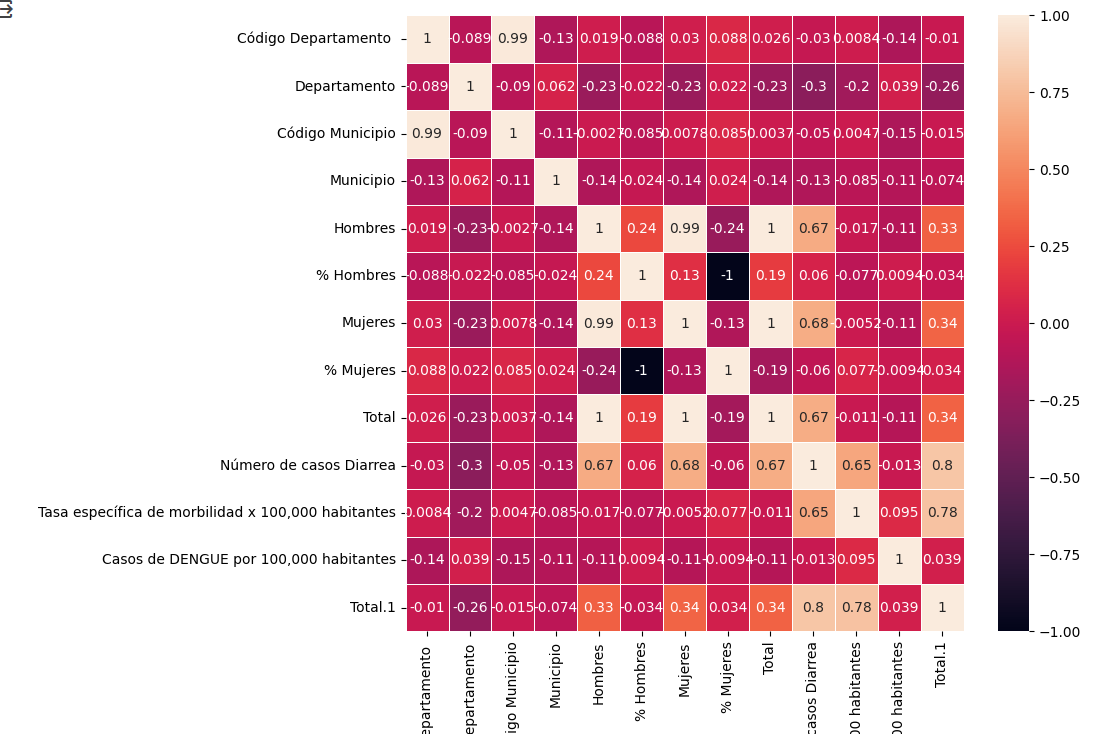 Código Departamento 1 -0.089 0.99 -0.13 0.019 -0.088 0.03 0.088 0.026 -0.03 0.0084 -0.14 -0.01
Departamento -0.089 1 -0.09 0.062 -0.23 -0.022 -0.23 0.022 -0.23 -0.3 -0.2 0.039 -0.26
Código Municipio 0.99 -0.09 1 -0.11 -0.0027 -0.085 0.0078 0.085 0.0037 -0.05 0.0047 -0.15 -0.015
Municipio -0.13 0.062 -0.11 1 -0.14 -0.024 -0.14 0.024 -0.14 -0.13 -0.085 -0.11 -0.074
Hombres 0.019 -0.23 -0.0027 -0.14 1 0.24 0.99 -0.24 1 0.67 -0.017 -0.11 0.33
% Hombres -0.088 -0.022 -0.085 -0.024 0.24 1 0.13 -1 0.19 0.06 -0.077 0.0094 -0.034
Mujeres 0.03 -0.23 0.0078 -0.14 0.99 0.13 1 -0.13 1 0.68 -0.0052 -0.11 0.34
% Mujeres 0.088 0.022 0.085 0.024 -0.24 -1 -0.13 1 -0.19 -0.06 0.077 -0.0094 0.034
Total 0.026 -0.23 0.0037 -0.14 1 0.19 1 -0.19 1 0.67 -0.011 -0.11 0.34
Número de casos Diarrea -0.03 -0.3 -0.05 -0.13 0.67 0.06 0.68 -0.06 0.67 1 0.65 -0.013 0.8
Tasa específica de morbilidad x 100,000 habitantes 0.0084 -0.2 0.0047 -0.085 -0.017 -0.077 -0.0052 0.077 -0.011 0.65 1 0.095 0.78
Casos de DENGUE por 100,000 habitantes -0.14 0.039 -0.15 -0.11 -0.11 0.0094 -0.11 -0.0094 -0.11 -0.013 0.095 1 0.039
Total.1 -0.01 -0.26 -0.015 -0.074 0.33 -0.034 0.34 0.034 0.34 0.8 0.78 0.039 1
epartamento
epartamento
igo Municipio
Municipio
Hombres
% Hombres
Mujeres
% Mujeres
Total
casos Diarrea
00 habitantes
00 habitantes
Total.1
1.00
0.75
0.50
0.25
0.00
−0.25
−0.50
−0.75
−1.00